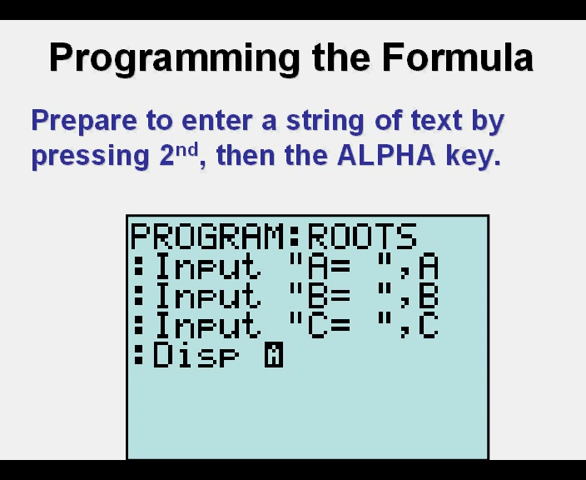 Programming the Formula
Prepare to enter a string of text by
pressing 2nd, then the ALPHA key.
PROGRAM:ROOTS
:Input "A= ",A
:Input "B= ",B
:Input "C= ",C
:Disp A